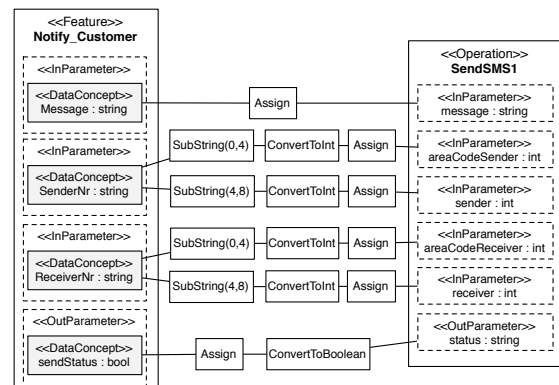 <<Feature>>
Notify_Customer
<<InParameter>>
<<DataConcept>>
Message : string
<<InParameter>>
<<DataConcept>>
SenderNr : string
<<InParameter>>
<<DataConcept>>
ReceiverNr : string
<<OutParameter>>
<<DataConcept>>
sendStatus : bool
Assign
SubString(0,4)
ConvertToInt
Assign
SubString(4,8)
ConvertToInt
Assign
SubString(0,4)
ConvertToInt
Assign
SubString(4,8)
ConvertToInt
Assign
Assign
ConvertToBoolean
<<Operation>>
SendSMS1
<<InParameter>>
message : string
<<InParameter>>
areaCodeSender : int
<<InParameter>>
sender : int
<<InParameter>>
areaCodeReceiver : int
<<InParameter>>
receiver : int
<<OutParameter>>
status : string